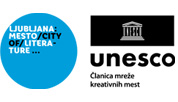 LJUBLJANA
MESTO/CITY
OF/LITERA-
TURE ...
unesco
Članica mreže
kreativnih mest